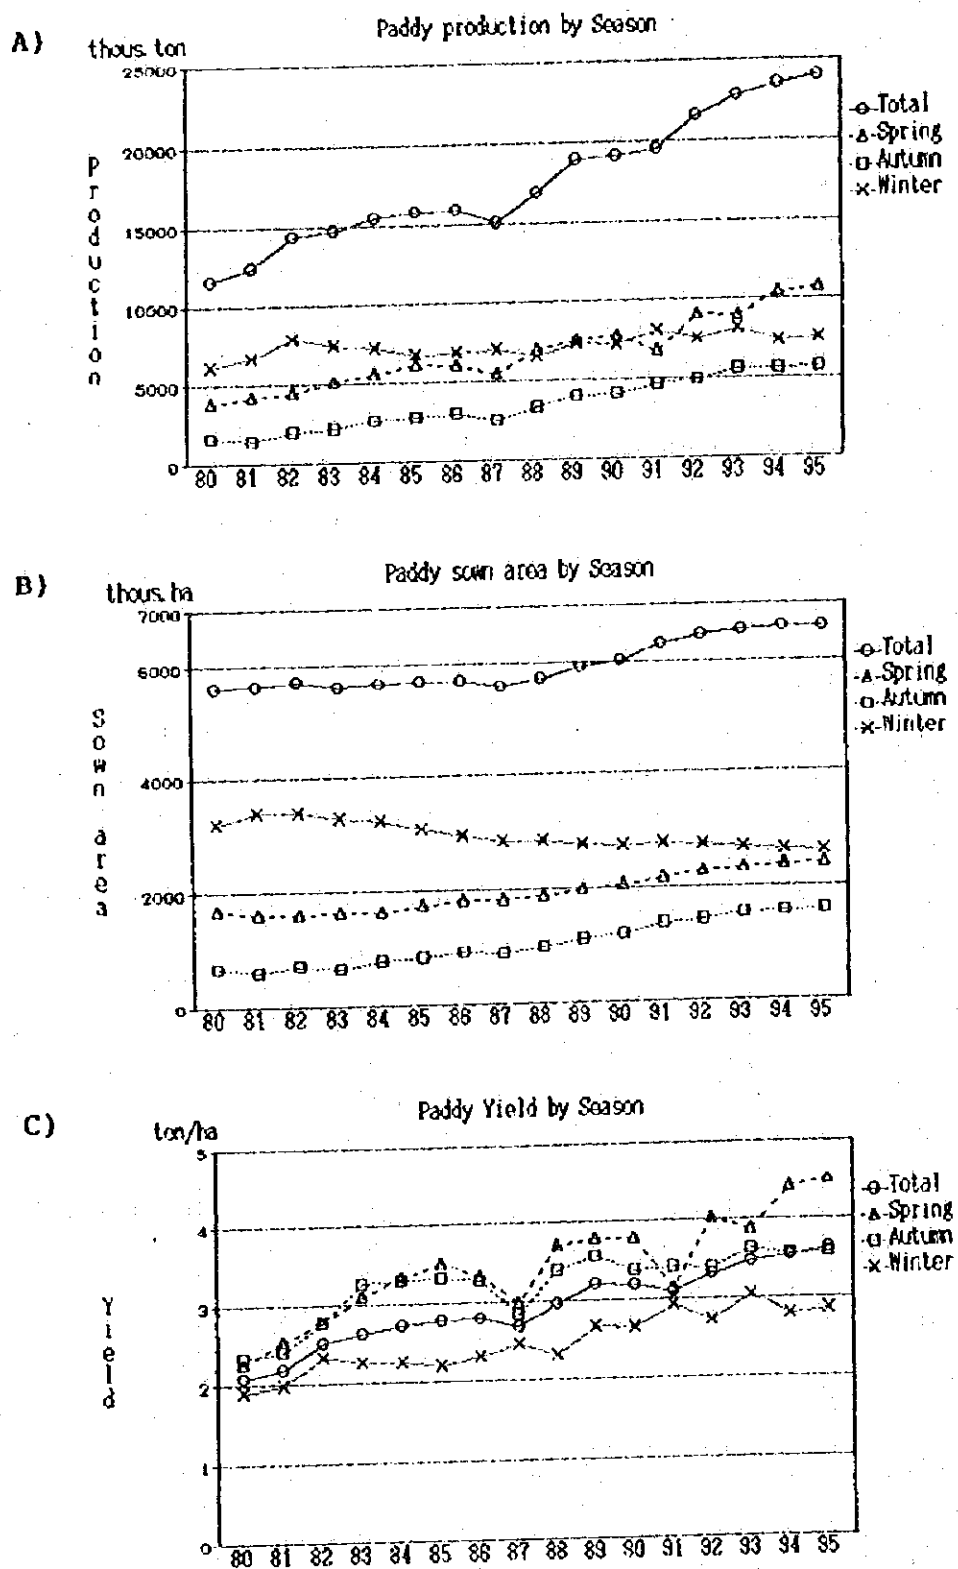 A)
Paddy production by Season
thous. ton
Production
25000
20000
15000
10000
5000
0
80 81 82 83 84 85 86 87 88 89 90 91 92 93 94 95
Total
Spring
Autumn
Winter
B)
Paddy sown area by Season
thous. ha
Sown area
7000
6000
4000
2000
0
80 81 82 83 84 85 86 87 88 89 90 91 92 93 94 95
Total
Spring
Autumn
Winter
C)
Paddy Yield by Season
ton/ha
Yield
5
4
3
2
1
0
80 81 82 83 84 85 86 87 88 89 90 91 92 93 94 95
Total
Spring
Autumn
Winter